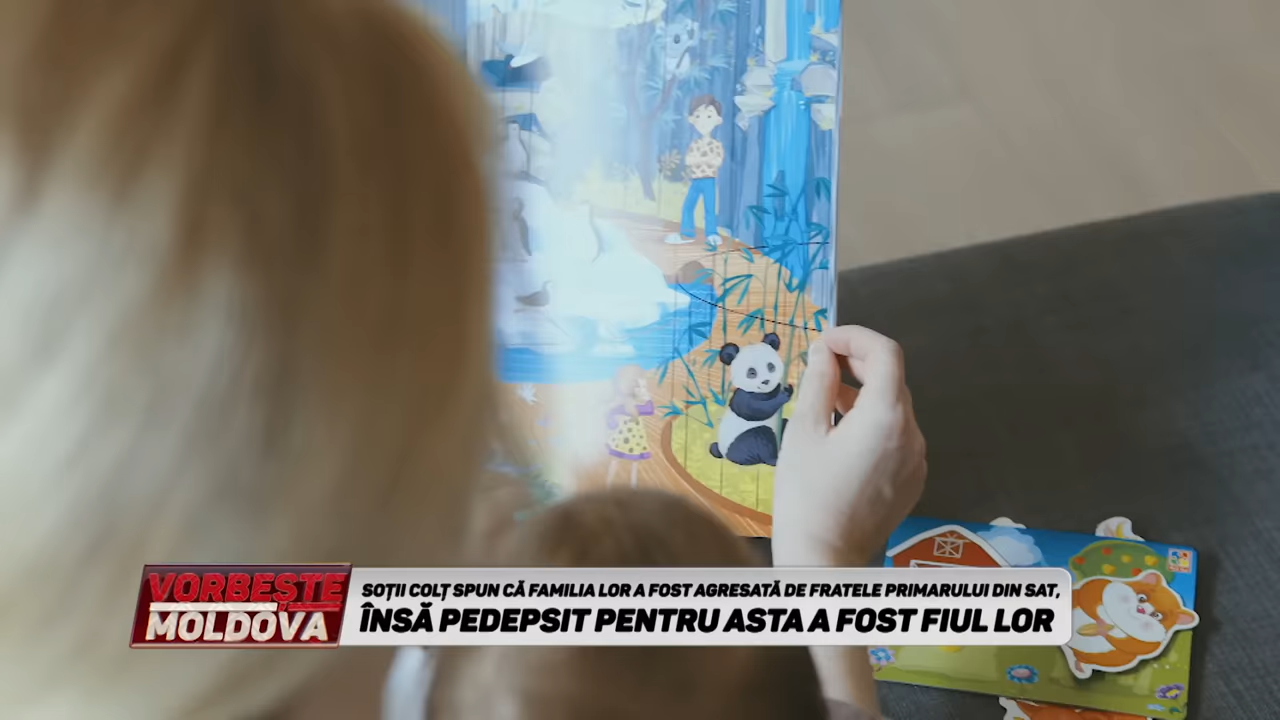 VORBEȘTE
MOLDOVA
SOȚII COLȚ SPUN CĂ FAMILIA LOR A FOST AGRESATĂ DE FRATELE PRIMARULUI DIN SAT,
ÎNSĂ PEDEPSIT PENTRU ASTA A FOST FIUL LOR